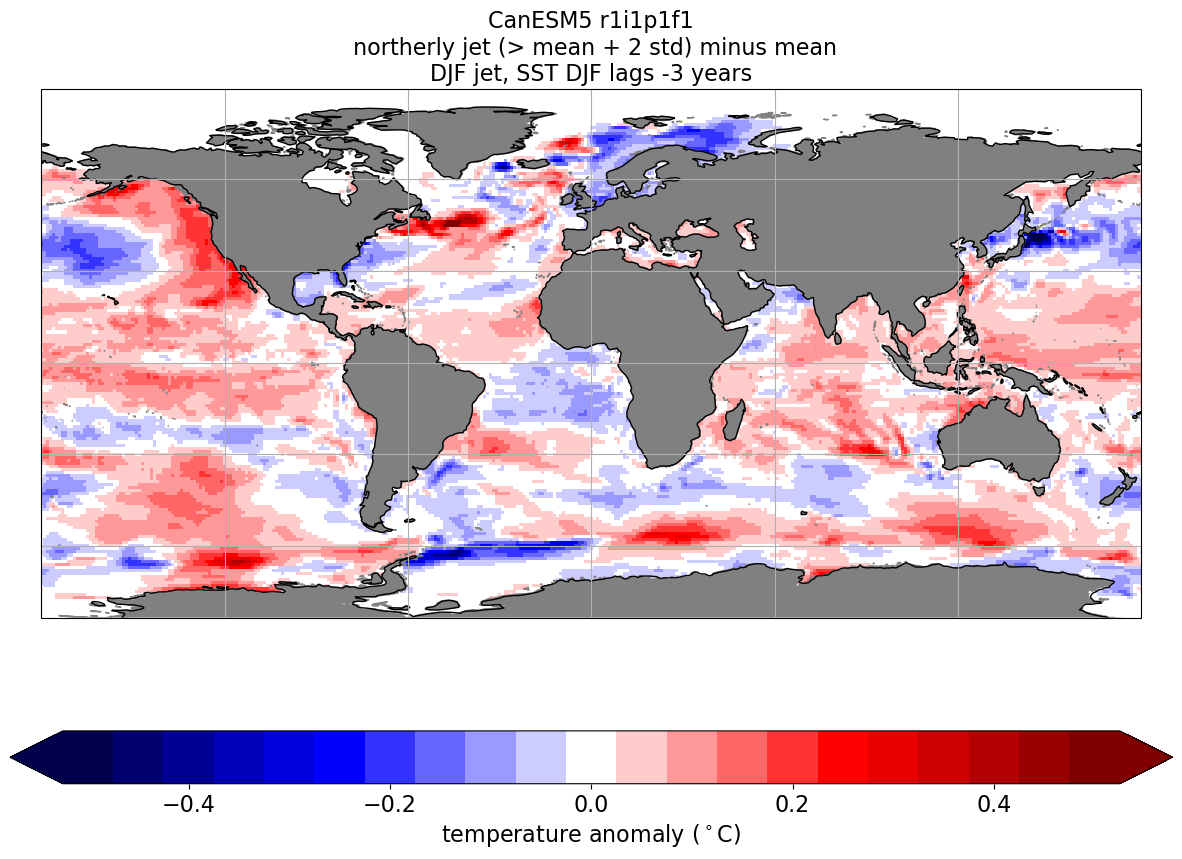 CanESM5 r1i1p1f1
northerly jet (> mean + 2 std) minus mean
DJF jet, SST DJF lags -3 years
−0.4 −0.2 0.0 0.2 0.4
temperature anomaly (°C)